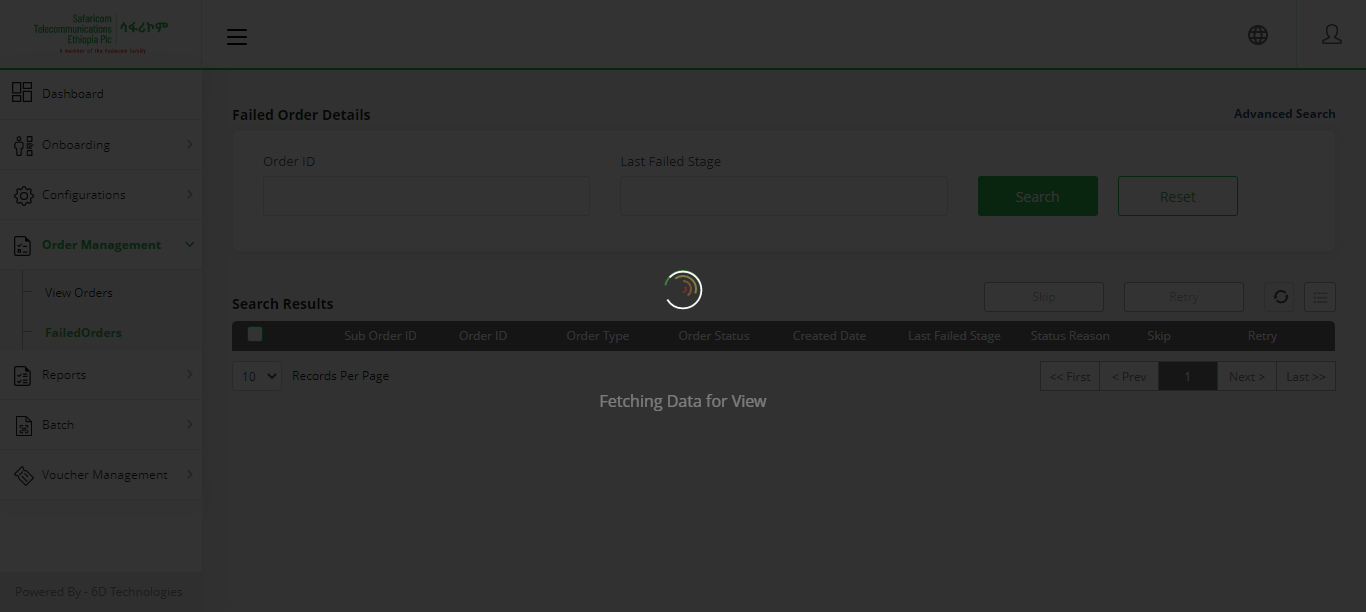 Safaricom
Telecommunications
Ethiopia Plc
ሳፋሪኮም
A member of the Vodacom family
Dashboard
Onboarding
Configurations
Order Management
View Orders
FailedOrders
Reports
Batch
Voucher Management
Powered By - 6D Technologies
Failed Order Details
Advanced Search
Order ID
Last Failed Stage
Search
Reset
Search Results
Skip
Retry
Sub Order ID Order ID Order Type Order Status Created Date Last Failed Stage Status Reason Skip Retry
10 Records Per Page
<< First < Prev 1 Next > Last >>
Fetching Data for View